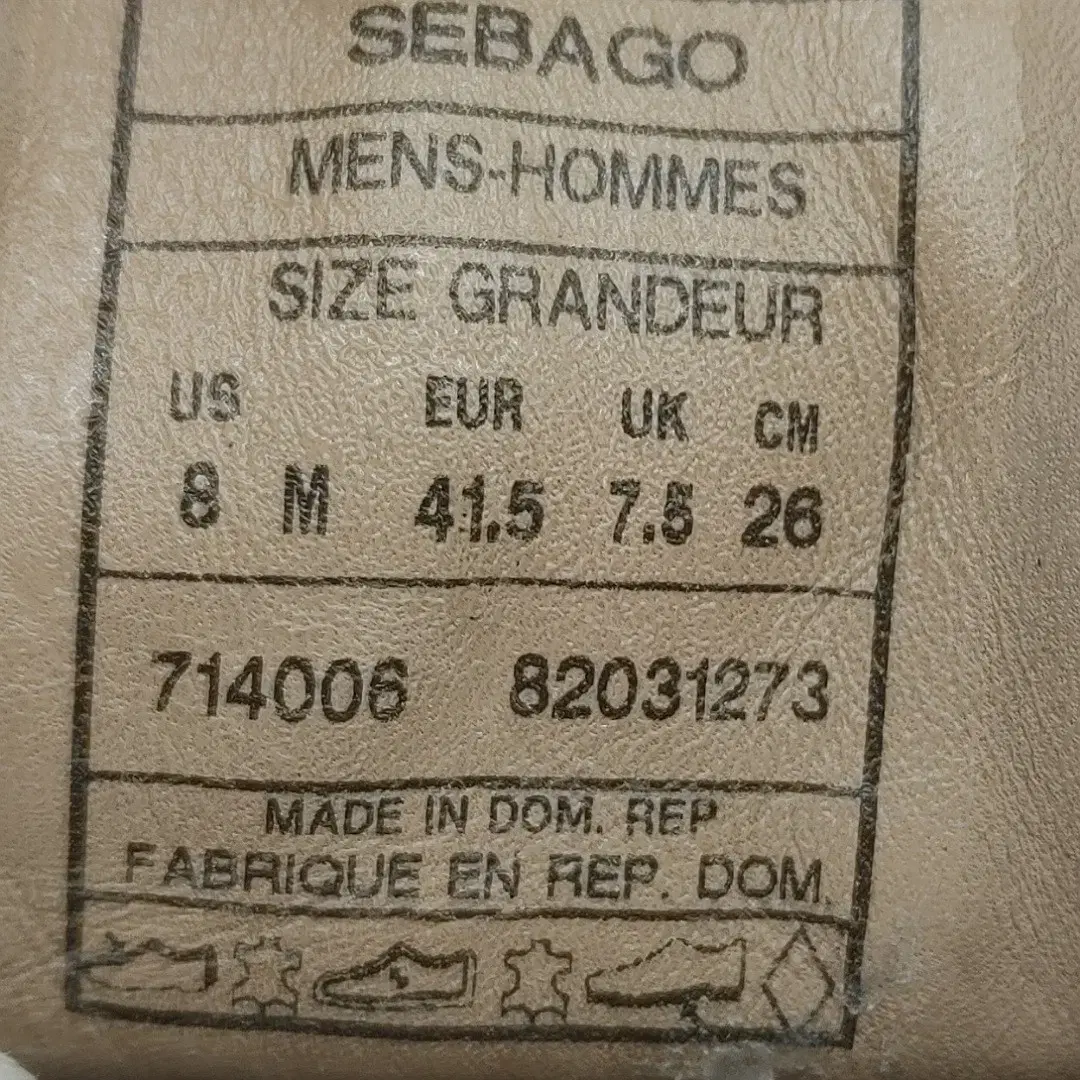 SEBAGO
MENS-HOMMES
SIZE GRANDEUR
US EUR UK CM
8 M 41.5 7.5 26
714006 82031273
MADE IN DOM. REP
FABRIQUE EN REP. DOM.